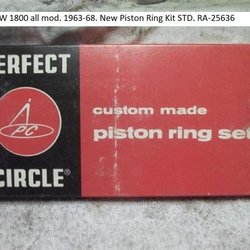 W 1800 all mod. 1963-68. New Piston Ring Kit STD. RA-25636
PERFECT
PC
CIRCLE®
custom made
piston ring set